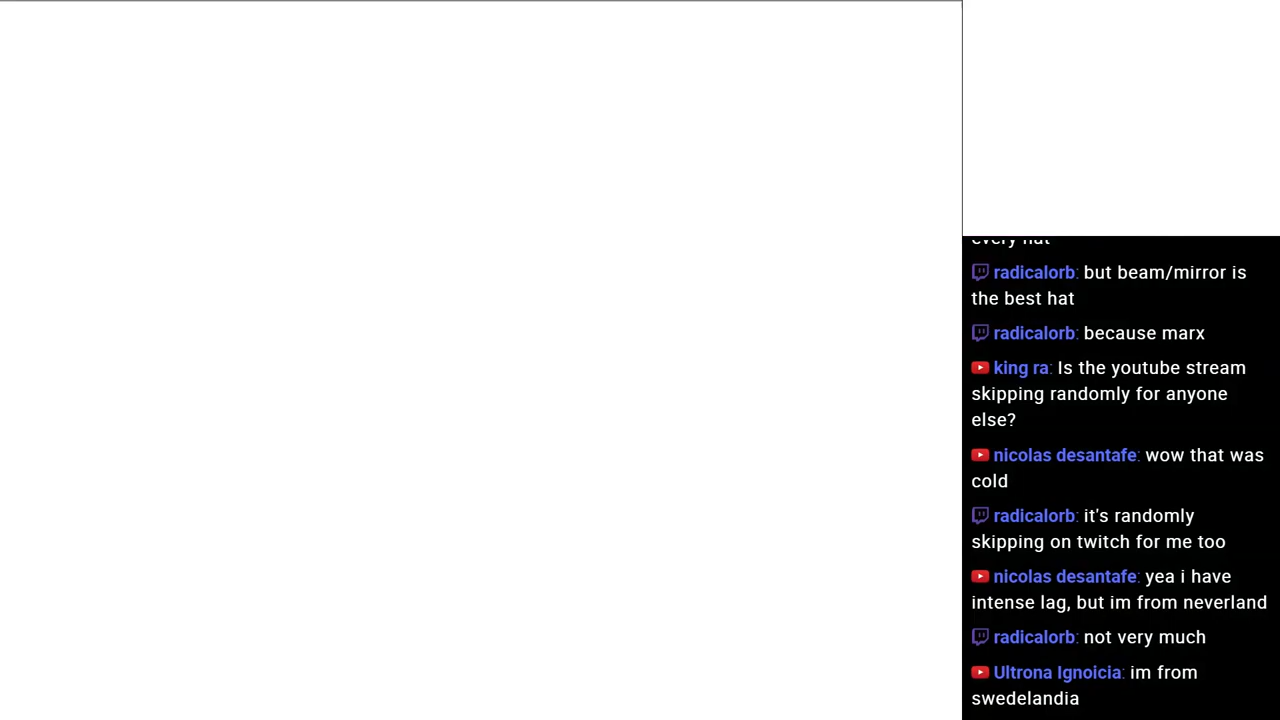 every hat
radicalorb: but beam/mirror is
the best hat
radicalorb: because marx
king ra: Is the youtube stream
skipping randomly for anyone
else?
nicolas desantafe: wow that was
cold
radicalorb: it's randomly
skipping on twitch for me too
nicolas desantafe: yea i have
intense lag, but im from neverland
radicalorb: not very much
Ultrona Ignoicia: im from
swedelandia